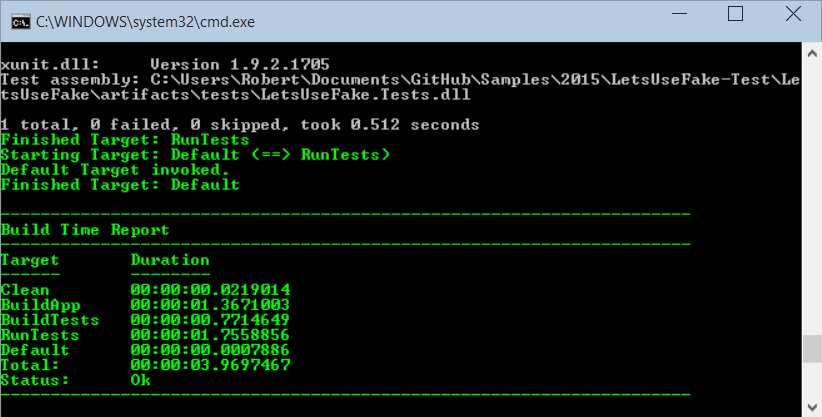 C:\WINDOWS\system32\cmd.exe
xunit.dll:     Version 1.9.2.1705
Test assembly: C:\Users\Robert\Documents\GitHub\Samples\2015\LetsUseFake-Test\Le
tsUseFake\artifacts\tests\LetsUseFake.Tests.dll
1 total, 0 failed, 0 skipped, took 0.512 seconds
Finished Target: RunTests
Starting Target: Default (==> RunTests)
Default Target invoked.
Finished Target: Default
---------------------------------------------------------------------
Build Time Report
---------------------------------------------------------------------
Target       Duration
------       --------
Clean        00:00:00.0219014
BuildApp     00:00:01.3671003
BuildTests   00:00:00.7714649
RunTests     00:00:01.7558856
Default      00:00:00.0007886
Total:       00:00:03.9697467
Status:      Ok
---------------------------------------------------------------------